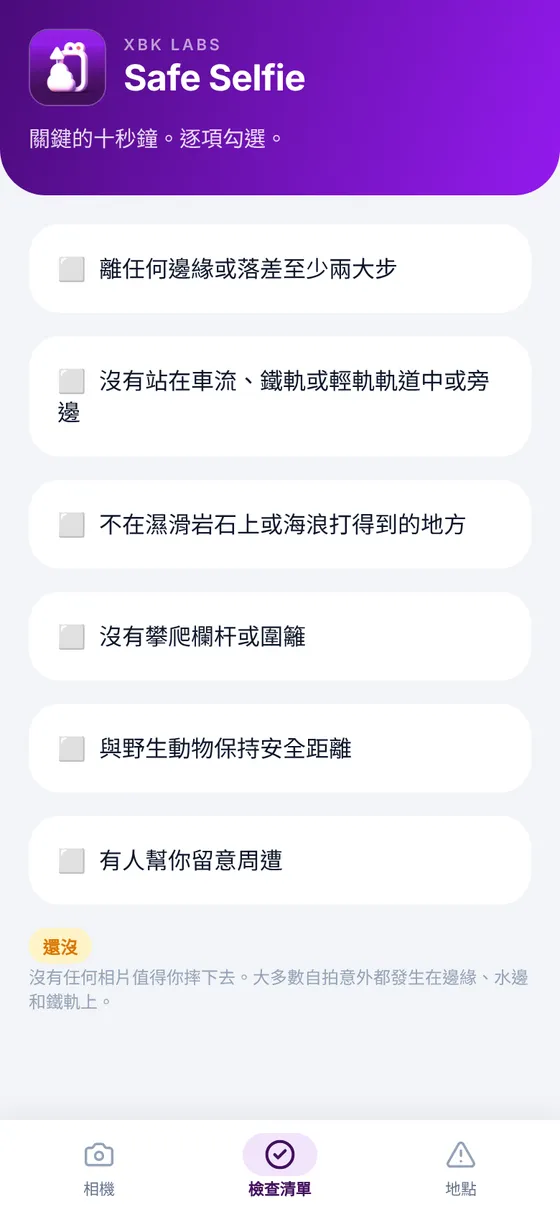 XBK LABS
Safe Selfie
關鍵的十秒鐘。逐項勾選。
離任何邊緣或落差至少兩大步
沒有站在車流、鐵軌或輕軌軌道中或旁
邊
不在濕滑岩石上或海浪打得到的地方
沒有攀爬欄杆或圍籬
與野生動物保持安全距離
有人幫你留意周遭
還沒
沒有任何相片值得你摔下去。大多數自拍意外都發生在邊緣、水邊
和鐵軌上。
相機
檢查清單
地點